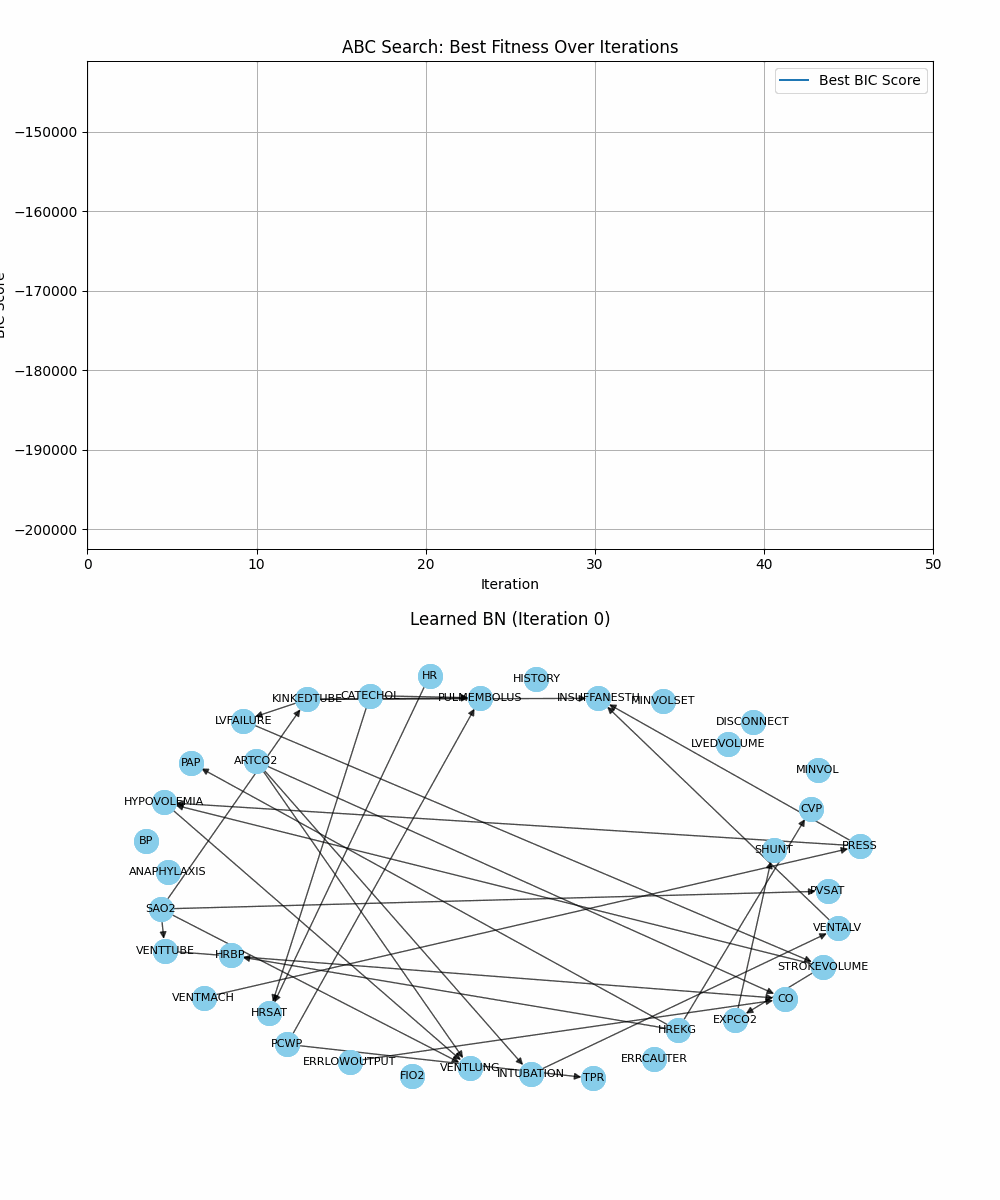 ABC Search: Best Fitness Over Iterations
Best BIC Score
−150000
−160000
−170000
−180000
−190000
−200000
0 10 20 30 40 50
Iteration
Learned BN (Iteration 0)
HR
HISTORY
KINKEDTUBE
CATECHOL
PULMEMBOLUS
INSUFFANESTH
MINVOLSET
LVFAILURE
DISCONNECT
LVEDVOLUME
PAP
ARTCO2
MINVOL
HYPOVOLEMIA
CVP
BP
SHUNT
PRESS
ANAPHYLAXIS
PVSAT
SAO2
VENTALV
VENTTUBE
HRBP
STROKEVOLUME
VENTMACH
CO
HRSAT
EXPCO2
HREKG
PCWP
ERRLOWOUTPUT
ERRCAUTER
FIO2
VENTLUNG
INTUBATION
TPR